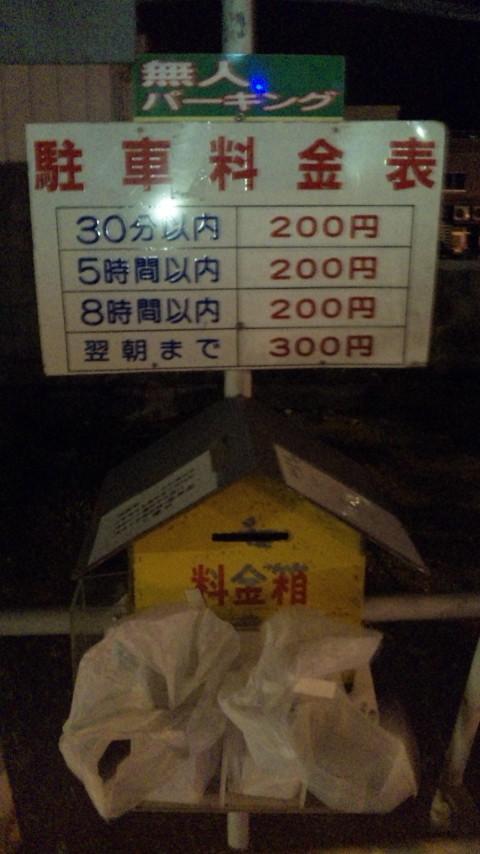 無人
パーキング
駐車料金表
30分以内 200円
5時間以内 200円
8時間以内 200円
翌朝まで 300円
料金箱